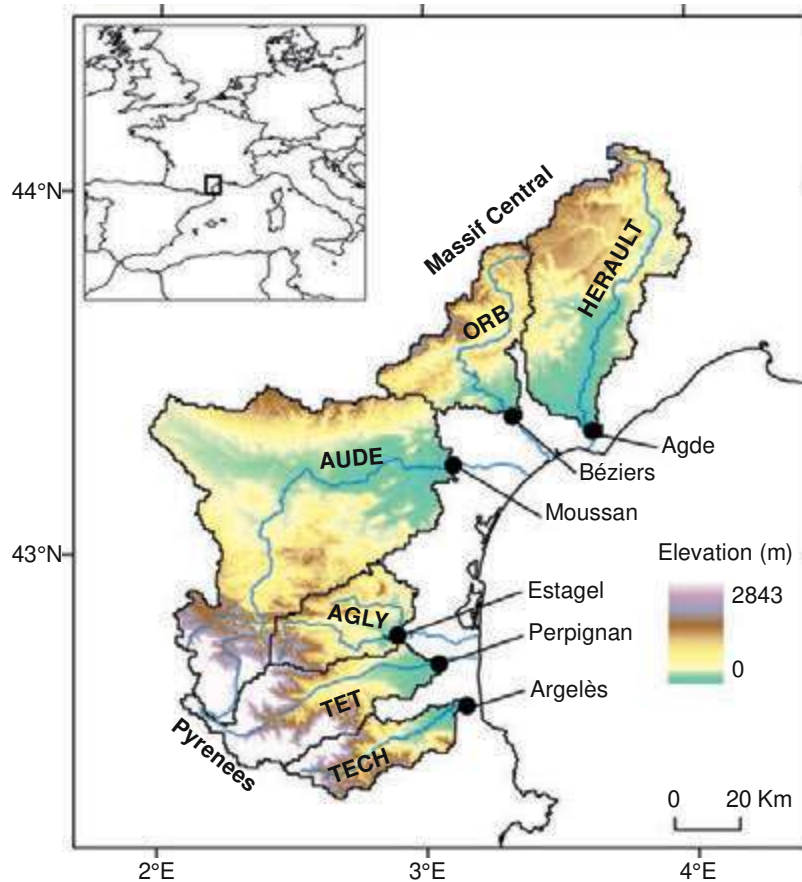 44°N
43°N
2°E
3°E
4°E
Massif Central
HERAULT
ORB
AUDE
AGLY
TET
TECH
Pyrenees
Agde
Béziers
Moussan
Estagel
Perpignan
Argelès
Elevation (m)
2843
0
0 20 Km